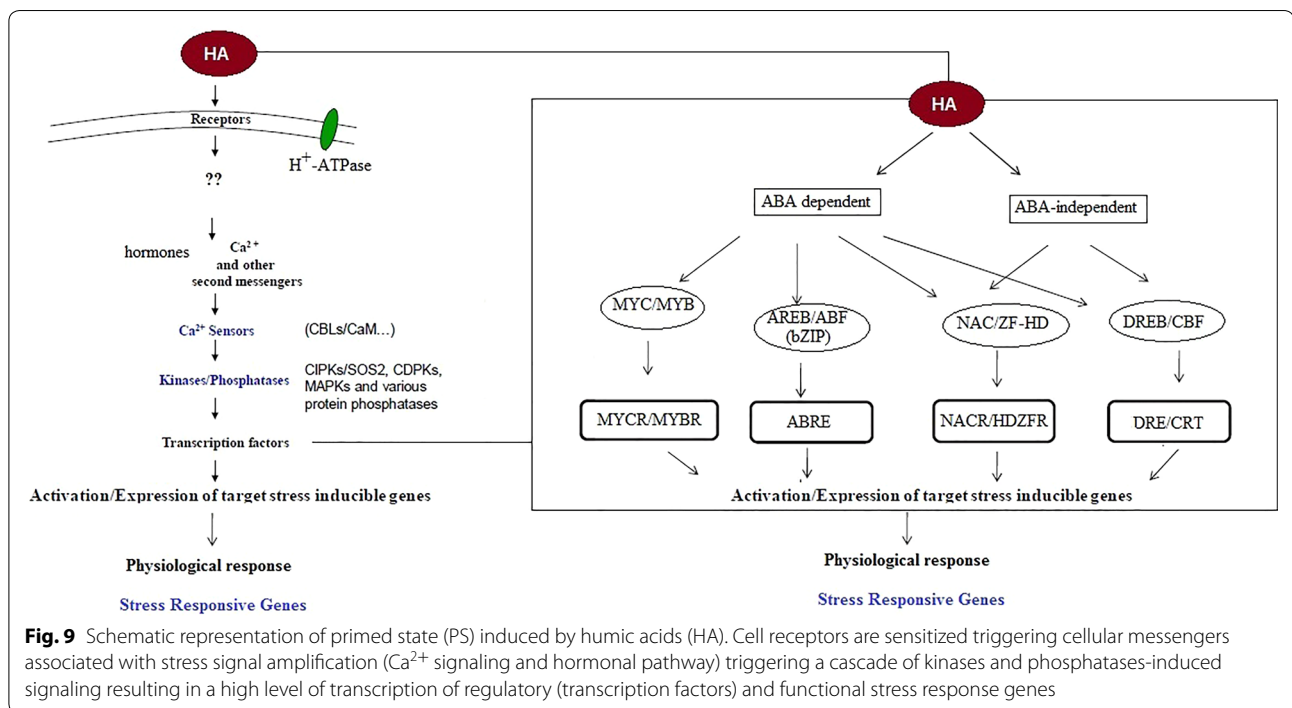 HA
Receptors
H⁺-ATPase
??
hormones
Ca²⁺
and other
second messengers
Ca²⁺ Sensors
(CBLs/CaM...)
Kinases/Phosphatases
CIPKs/SOS2, CDPKs,
MAPKs and various
protein phosphatases
Transcription factors
Activation/Expression of target stress inducible genes
Physiological response
Stress Responsive Genes
HA
ABA dependent
ABA-independent
MYC/MYB
AREB/ABF
(bZIP)
NAC/ZF-HD
DREB/CBF
MYCR/MYBR
ABRE
NACR/HDZFR
DRE/CRT
Activation/Expression of target stress inducible genes
Physiological response
Stress Responsive Genes
Fig. 9 Schematic representation of primed state (PS) induced by humic acids (HA). Cell receptors are sensitized triggering cellular messengers
associated with stress signal amplification (Ca²⁺ signaling and hormonal pathway) triggering a cascade of kinases and phosphatases-induced
signaling resulting in a high level of transcription of regulatory (transcription factors) and functional stress response genes